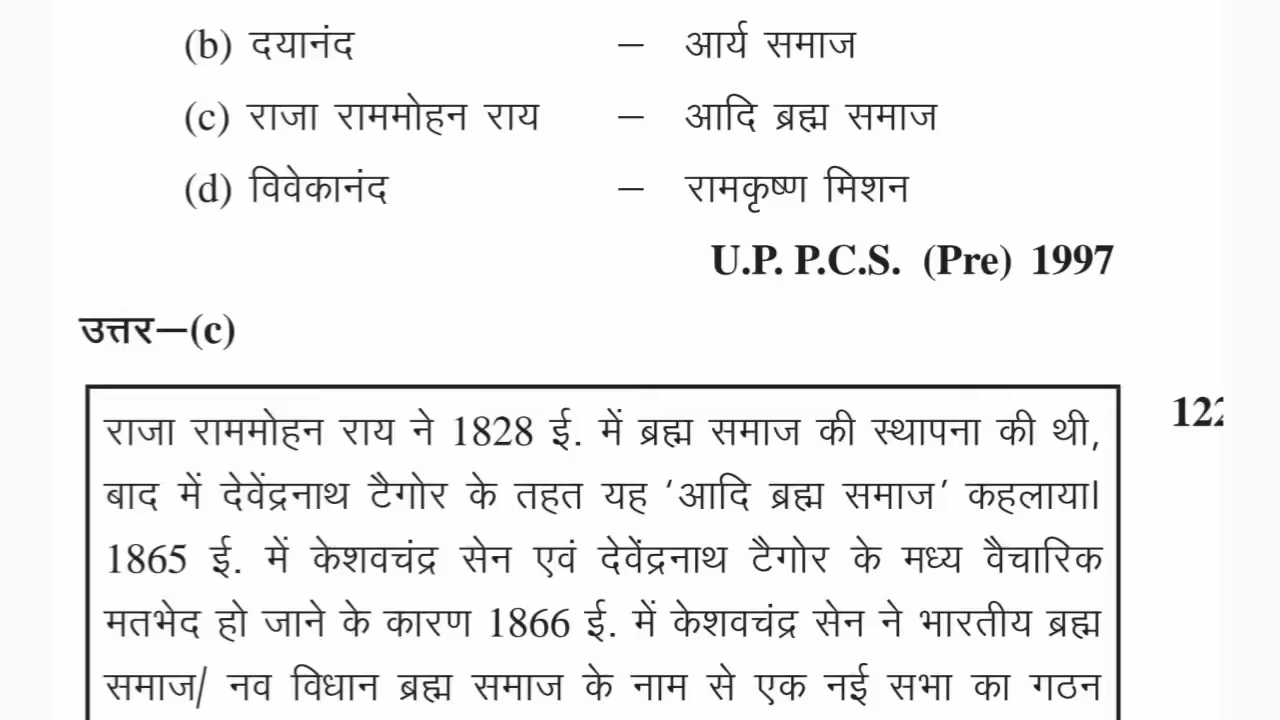 (b) दयानंद – आर्य समाज
(c) राजा राममोहन राय – आदि ब्रह्म समाज
(d) विवेकानंद – रामकृष्ण मिशन
U.P. P.C.S. (Pre) 1997
उत्तर–(c)
राजा राममोहन राय ने 1828 ई. में ब्रह्म समाज की स्थापना की थी,
बाद में देवेंद्रनाथ टैगोर के तहत यह ‘आदि ब्रह्म समाज’ कहलाया।
1865 ई. में केशवचंद्र सेन एवं देवेंद्रनाथ टैगोर के मध्य वैचारिक
मतभेद हो जाने के कारण 1866 ई. में केशवचंद्र सेन ने भारतीय ब्रह्म
समाज/ नव विधान ब्रह्म समाज के नाम से एक नई सभा का गठन
122